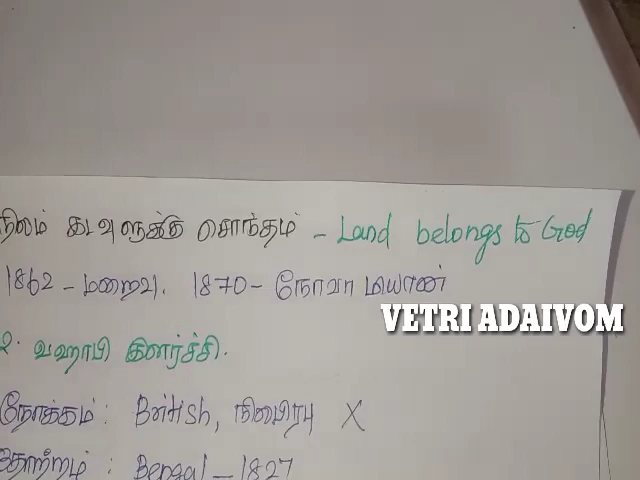 நிலம் கடவுளுக்கு சொந்தம் - Land belongs to God
1862 - மறைவு. 1870 - நோவா மியான்
VETRI ADAIVOM
2. வஹாபி கிளர்ச்சி.
நோக்கம் : British, நிலபிரபு X
தோற்றம் : Bengal - 1827